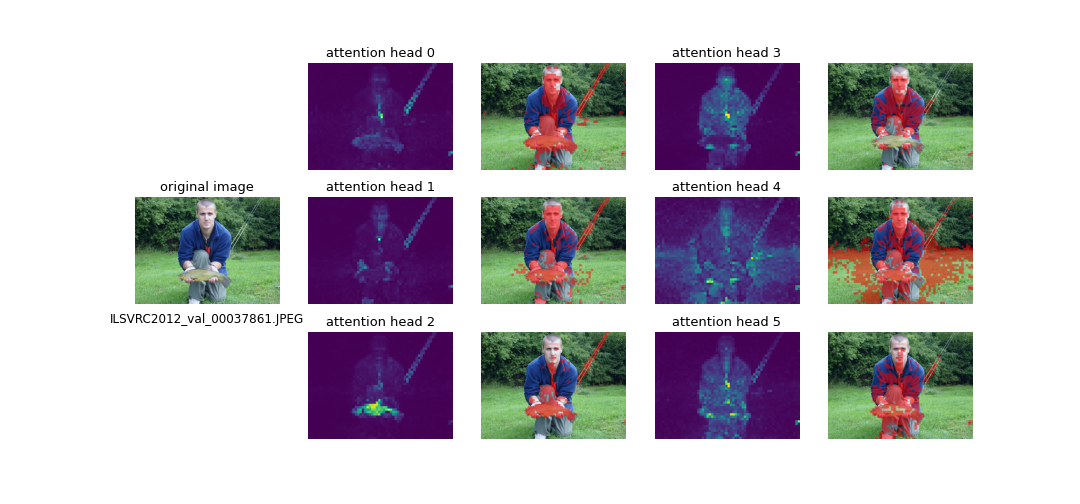 attention head 0
attention head 3
original image
attention head 1
attention head 4
ILSVRC2012_val_00037861.JPEG
attention head 2
attention head 5